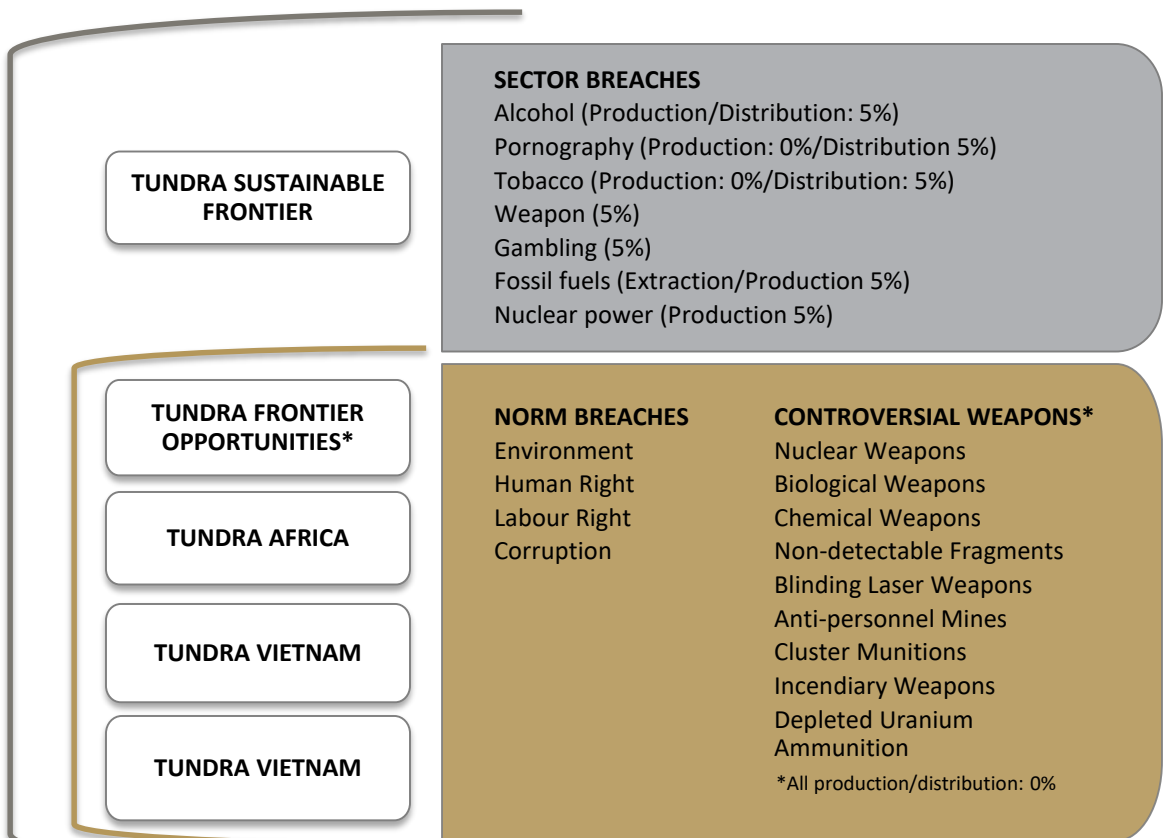 TUNDRA SUSTAINABLE
FRONTIER
SECTOR BREACHES
Alcohol (Production/Distribution: 5%)
Pornography (Production: 0%/Distribution 5%)
Tobacco (Production: 0%/Distribution: 5%)
Weapon (5%)
Gambling (5%)
Fossil fuels (Extraction/Production 5%)
Nuclear power (Production 5%)
TUNDRA FRONTIER
OPPORTUNITIES*
TUNDRA AFRICA
TUNDRA VIETNAM
TUNDRA VIETNAM
NORM BREACHES
Environment
Human Right
Labour Right
Corruption
CONTROVERSIAL WEAPONS*
Nuclear Weapons
Biological Weapons
Chemical Weapons
Non-detectable Fragments
Blinding Laser Weapons
Anti-personnel Mines
Cluster Munitions
Incendiary Weapons
Depleted Uranium
Ammunition
*All production/distribution: 0%